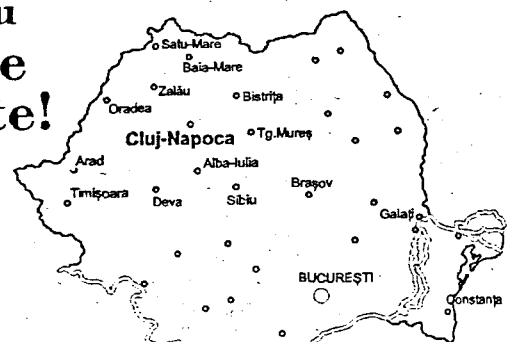 u
e
te!
Satu-Mare
Baia-Mare
Zalău
Bistrița
Oradea
Cluj-Napoca
Tg.Mureș
Arad
Alba-Iulia
Timișoara
Deva
Sibiu
Brașov
Galați
BUCUREȘTI
Constanța